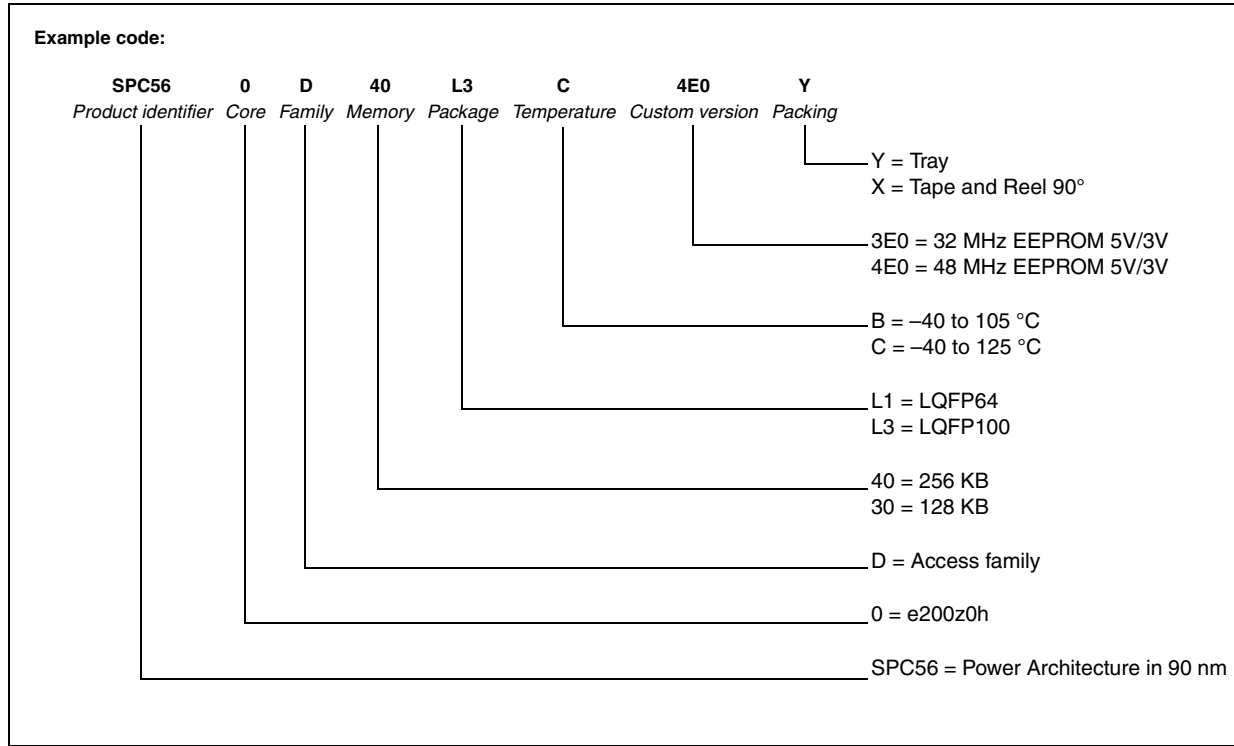 Example code:
SPC56 0 D 40 L3 C 4E0 Y
Product identifier Core Family Memory Package Temperature Custom version Packing
Y = Tray
X = Tape and Reel 90°
3E0 = 32 MHz EEPROM 5V/3V
4E0 = 48 MHz EEPROM 5V/3V
B = –40 to 105 °C
C = –40 to 125 °C
L1 = LQFP64
L3 = LQFP100
40 = 256 KB
30 = 128 KB
D = Access family
0 = e200z0h
SPC56 = Power Architecture in 90 nm